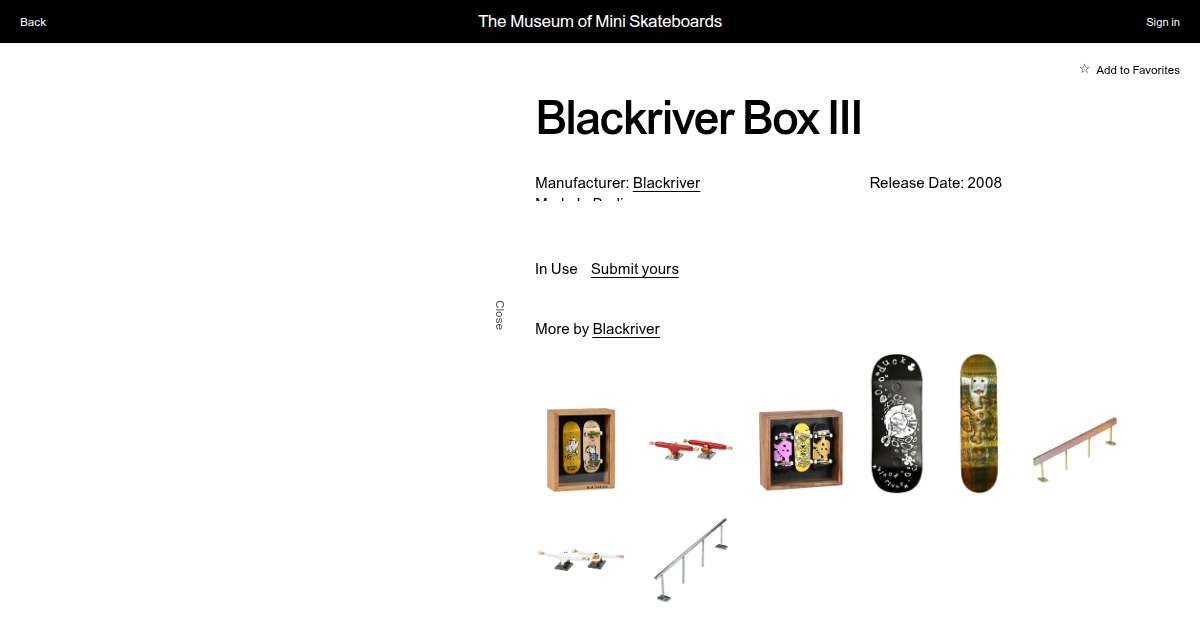 Back
The Museum of Mini Skateboards
Sign in
☆ Add to Favorites
Blackriver Box III
Manufacturer: Blackriver
Release Date: 2008
In Use Submit yours
Close
More by Blackriver